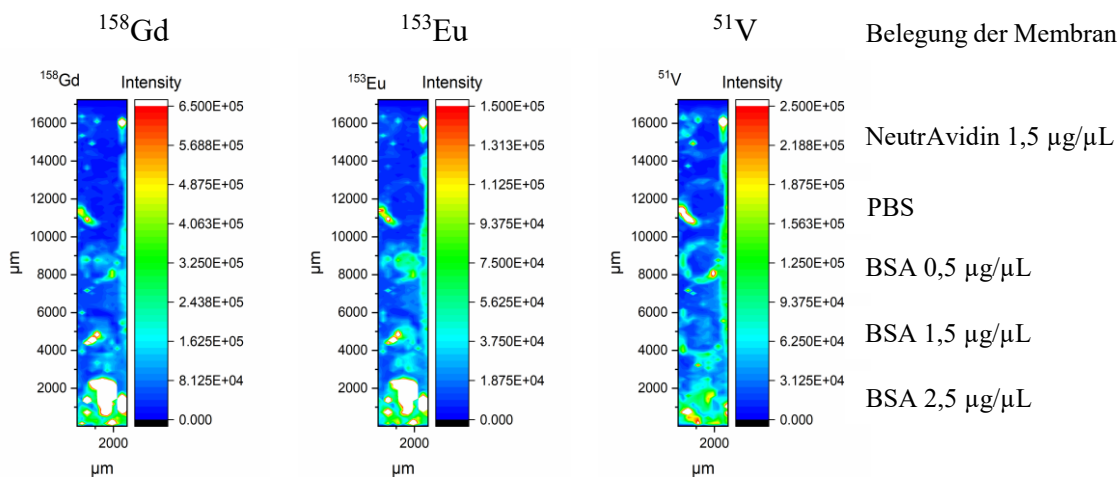 ¹⁵⁸Gd ¹⁵³Eu ⁵¹V Belegung der Membran
¹⁵⁸Gd Intensity
6.500E+05
5.688E+05
4.875E+05
4.063E+05
3.250E+05
2.438E+05
1.625E+05
8.125E+04
0.000
16000
14000
12000
10000
8000
6000
4000
2000
µm
2000
µm
¹⁵³Eu Intensity
1.500E+05
1.313E+05
1.125E+05
9.375E+04
7.500E+04
5.625E+04
3.750E+04
1.875E+04
0.000
16000
14000
12000
10000
8000
6000
4000
2000
µm
2000
µm
⁵¹V Intensity
2.500E+05
2.188E+05
1.875E+05
1.563E+05
1.250E+05
9.375E+04
6.250E+04
3.125E+04
0.000
16000
14000
12000
10000
8000
6000
4000
2000
µm
2000
µm
NeutrAvidin 1,5 µg/µL
PBS
BSA 0,5 µg/µL
BSA 1,5 µg/µL
BSA 2,5 µg/µL